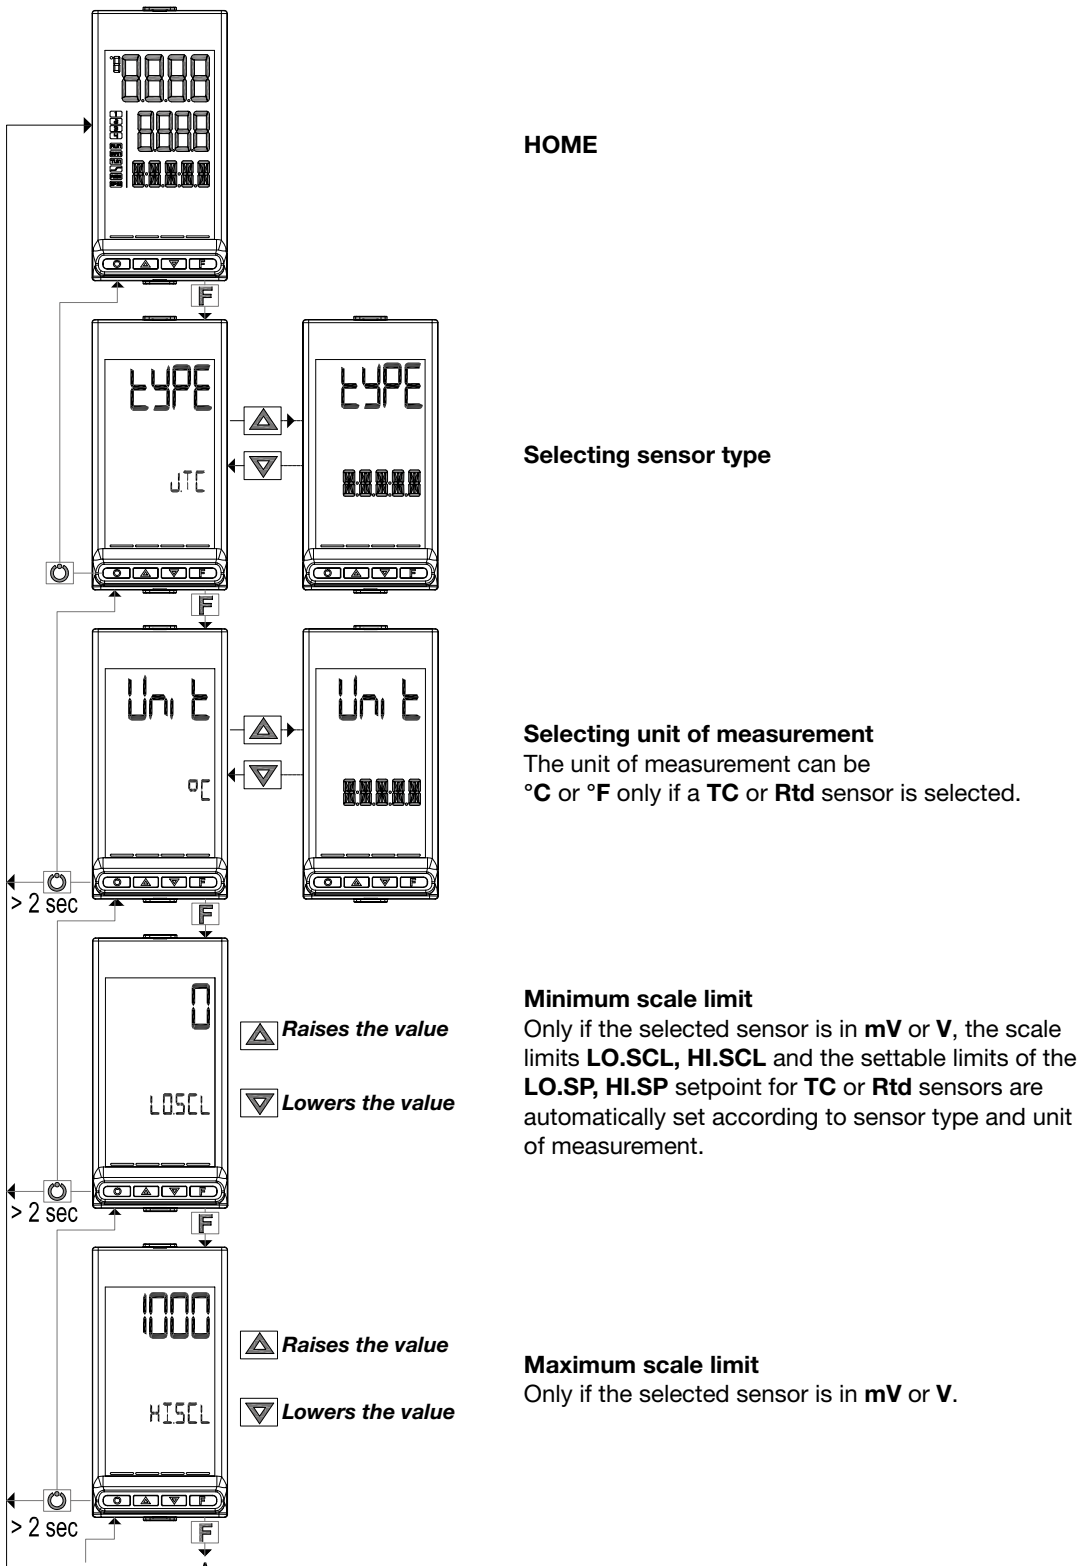 HOME
F
tYPE
J.TC
tYPE
Selecting sensor type
F
F
Unit
°C
Unit
Selecting unit of measurement
The unit of measurement can be
°C or °F only if a TC or Rtd sensor is selected.
F
> 2 sec
F
0
LO.SCL
Raises the value
Lowers the value
Minimum scale limit
Only if the selected sensor is in mV or V, the scale
limits LO.SCL, HI.SCL and the settable limits of the
LO.SP, HI.SP setpoint for TC or Rtd sensors are
automatically set according to sensor type and unit
of measurement.
F
> 2 sec
F
1000
HI.SCL
Raises the value
Lowers the value
Maximum scale limit
Only if the selected sensor is in mV or V.
F
> 2 sec
F